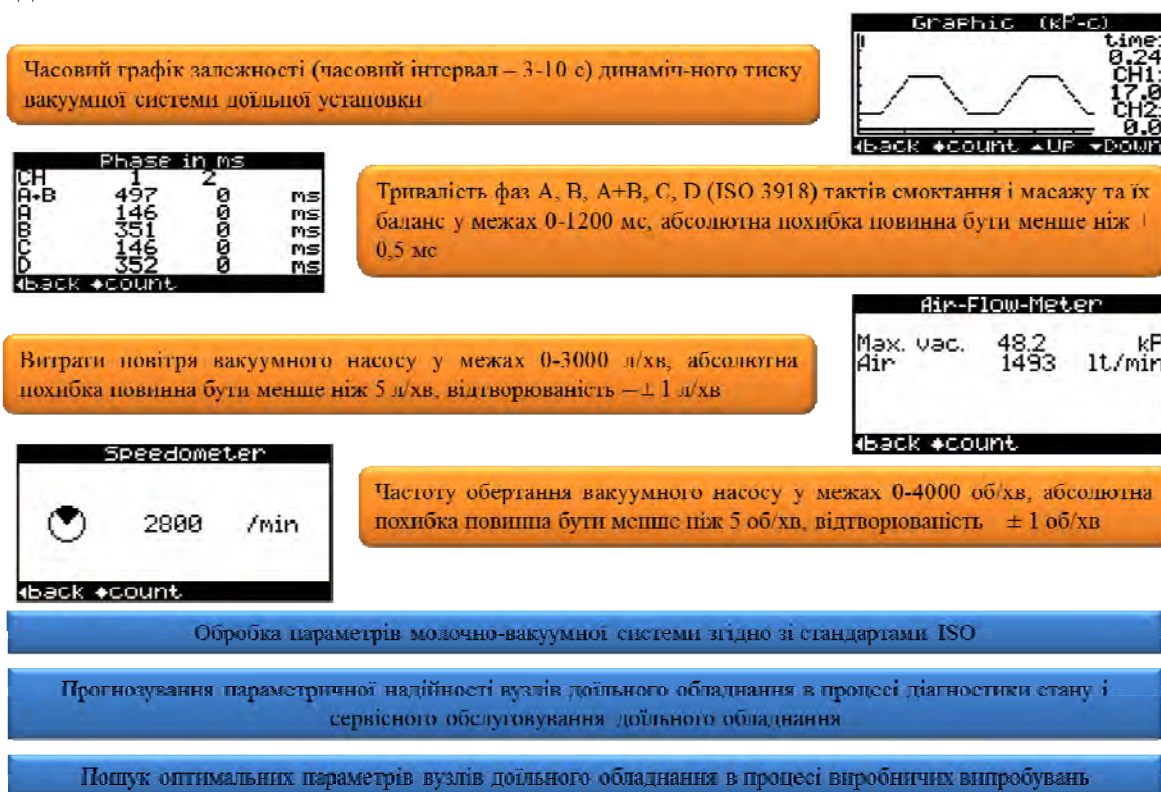 Graphic (кР-с)
Часовий графік залежності (часовий інтервал – 3-10 с) динаміч-ного тиску
вакуумної системи доїльної установки
time:
0.24
CH1:
17.0
CH2:
0.0
back count UP DOWN
Phase in ms
CH 1 2
A+B 497 0 ms
A 146 0 ms
B 351 0 ms
C 146 0 ms
D 352 0 ms
back count
Тривалість фаз A, B, A+B, C, D (ISO 3918) тактів смоктання і масажу та їх
баланс у межах 0-1200 мс, абсолютна похибка повинна бути менше ніж
0,5 мс
Air-Flow-Meter
Max. vac. 48.2 kP
Air 1493 lt/min
back count
Витрати повітря вакуумного насосу у межах 0-3000 л/хв, абсолютна
похибка повинна бути менше ніж 5 л/хв, відтворюваність – ± 1 л/хв
Speedometer
2800 /min
back count
Частоту обертання вакуумного насосу у межах 0-4000 об/хв, абсолютна
похибка повинна бути менше ніж 5 об/хв, відтворюваність ± 1 об/хв
Обробка параметрів молочно-вакуумної системи згідно зі стандартами ISO
Прогнозування параметричної надійності вузлів доїльного обладнання в процесі діагностики стану і
сервісного обслуговування доїльного обладнання
Пошук оптимальних параметрів вузлів доїльного обладнання в процесі виробничих випробувань